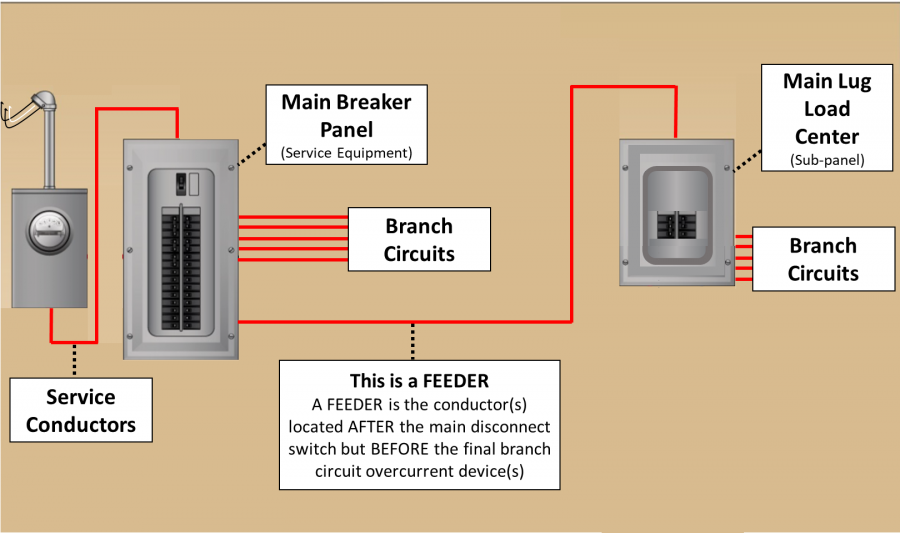 Main Breaker
Panel
(Service Equipment)
Main Lug
Load
Center
(Sub-panel)
Branch
Circuits
Branch
Circuits
Service
Conductors
This is a FEEDER
A FEEDER is the conductor(s)
located AFTER the main disconnect
switch but BEFORE the final branch
circuit overcurrent device(s)